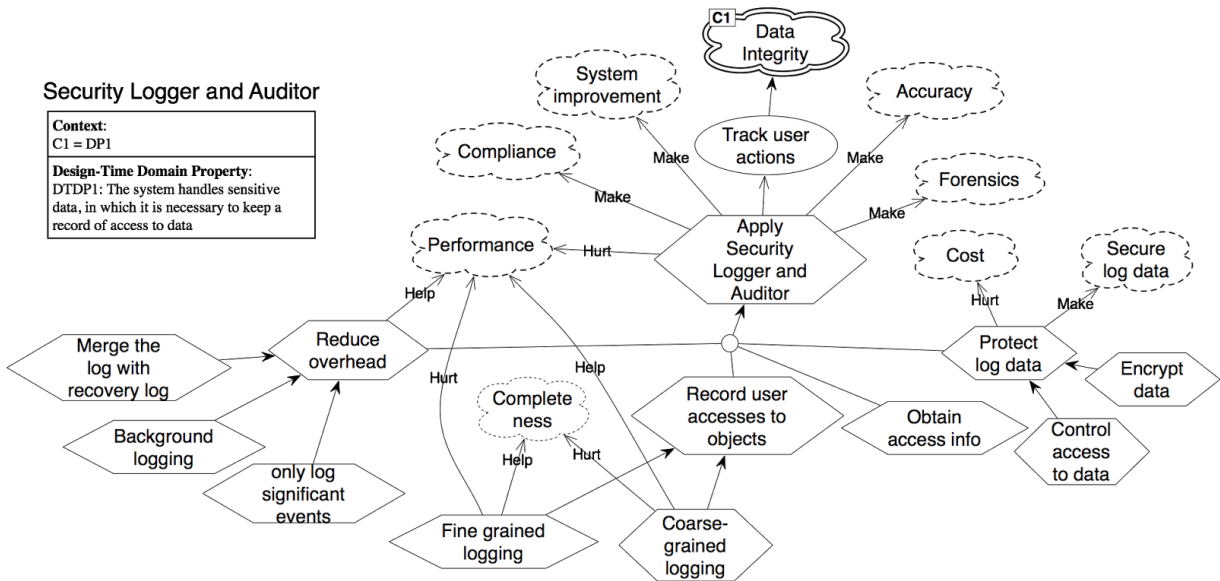 C1
Data
Integrity
System
improvement
Accuracy
Security Logger and Auditor
Context:
C1 = DP1
Design-Time Domain Property:
DTDP1: The system handles sensitive
data, in which it is necessary to keep a
record of access to data
Track user
actions
Make
Make
Compliance
Forensics
Make
Make
Performance
Hurt
Apply
Security
Logger and
Auditor
Cost
Secure
log data
Help
Hurt
Make
Merge the
log with
recovery log
Reduce
overhead
Protect
log data
Hurt
Help
Encrypt
data
Complete
ness
Record user
accesses to
objects
Obtain
access info
Control
access
to data
Background
logging
Help
Hurt
only log
significant
events
Fine grained
logging
Coarse-
grained
logging